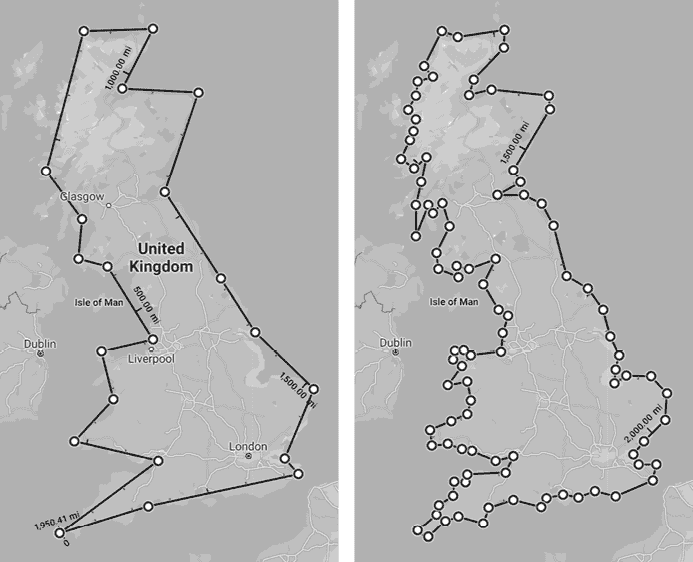 1,000.00 mi
Glasgow
United
Kingdom
500.00 mi
Isle of Man
Dublin
Liverpool
1,500.00 mi
London
1,950.41 mi
0
1,500.00 mi
Isle of Man
Dublin
2,000.00 mi